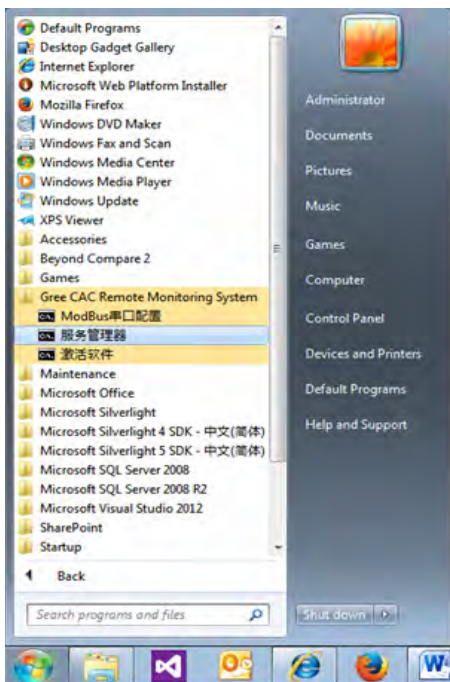 Default Programs
Desktop Gadget Gallery
Internet Explorer
Microsoft Web Platform Installer
Mozilla Firefox
Windows DVD Maker
Windows Fax and Scan
Windows Media Center
Windows Media Player
Windows Update
XPS Viewer
Accessories
Beyond Compare 2
Games
Gree CAC Remote Monitoring System
ModBus串口配置
服务管理器
激活软件
Maintenance
Microsoft Office
Microsoft Silverlight
Microsoft Silverlight 4 SDK - 中文(简体)
Microsoft Silverlight 5 SDK - 中文(简体)
Microsoft SQL Server 2008
Microsoft SQL Server 2008 R2
Microsoft Visual Studio 2012
SharePoint
Startup
Back
Search programs and files
Administrator
Documents
Pictures
Music
Games
Computer
Control Panel
Devices and Printers
Default Programs
Help and Support
Shut down